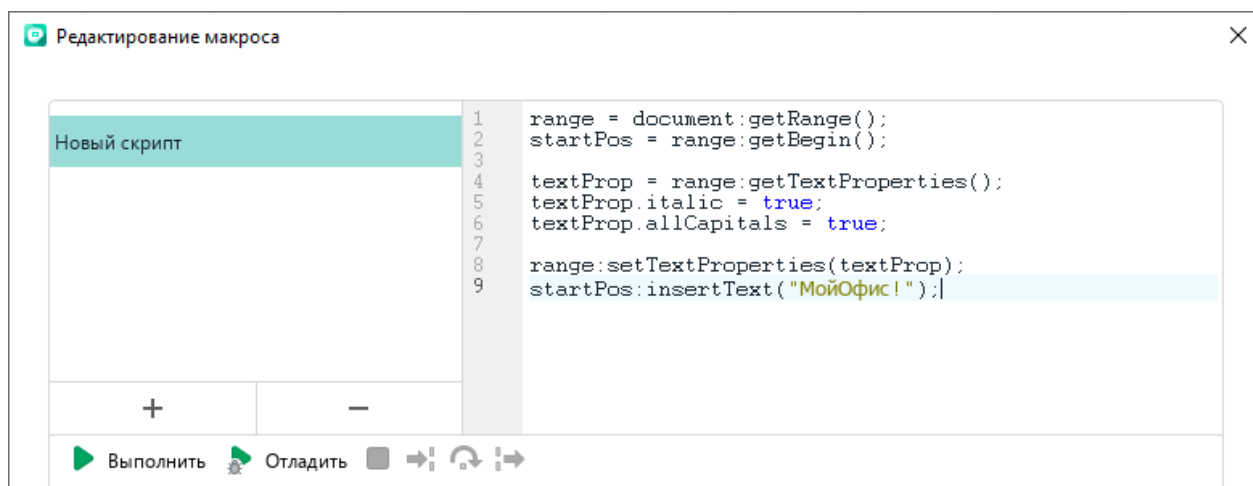 Редактирование макроса
Новый скрипт
1 range = document:getRange();
2 startPos = range:getBegin();
3
4 textProp = range:getTextProperties();
5 textProp.italic = true;
6 textProp.allCapitals = true;
7
8 range:setTextProperties(textProp);
9 startPos:insertText("МойОфис!");
Выполнить Отладить